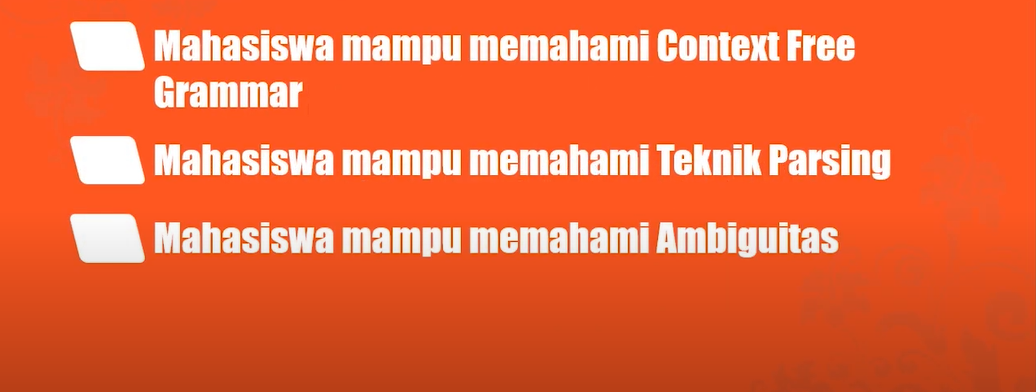 Mahasiswa mampu memahami Context Free
Grammar
Mahasiswa mampu memahami Teknik Parsing
Mahasiswa mampu memahami Ambiguitas